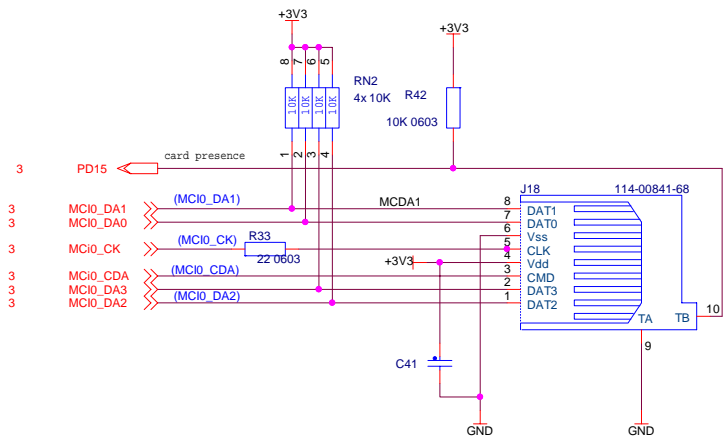 +3V3
+3V3
8 7 6 5
RN2
4x 10K
10K 10K 10K 10K
R42
10K 0603
1 2 3 4
3 PD15 card presence
J18 114-00841-68
3 MCI0_DA1 (MCI0_DA1) MCDA1 8 DAT1
3 MCI0_DA0 7 DAT0
6 Vss
3 MCi0_CK (MCI0_CK) R33 5 CLK
22 0603 +3V3 4 Vdd
3 MCi0_CDA (MCI0_CDA) 3 CMD
3 MCI0_DA3 2 DAT3
3 MCI0_DA2 (MCI0_DA2) 1 DAT2
TA TB 10
9
C41
GND GND